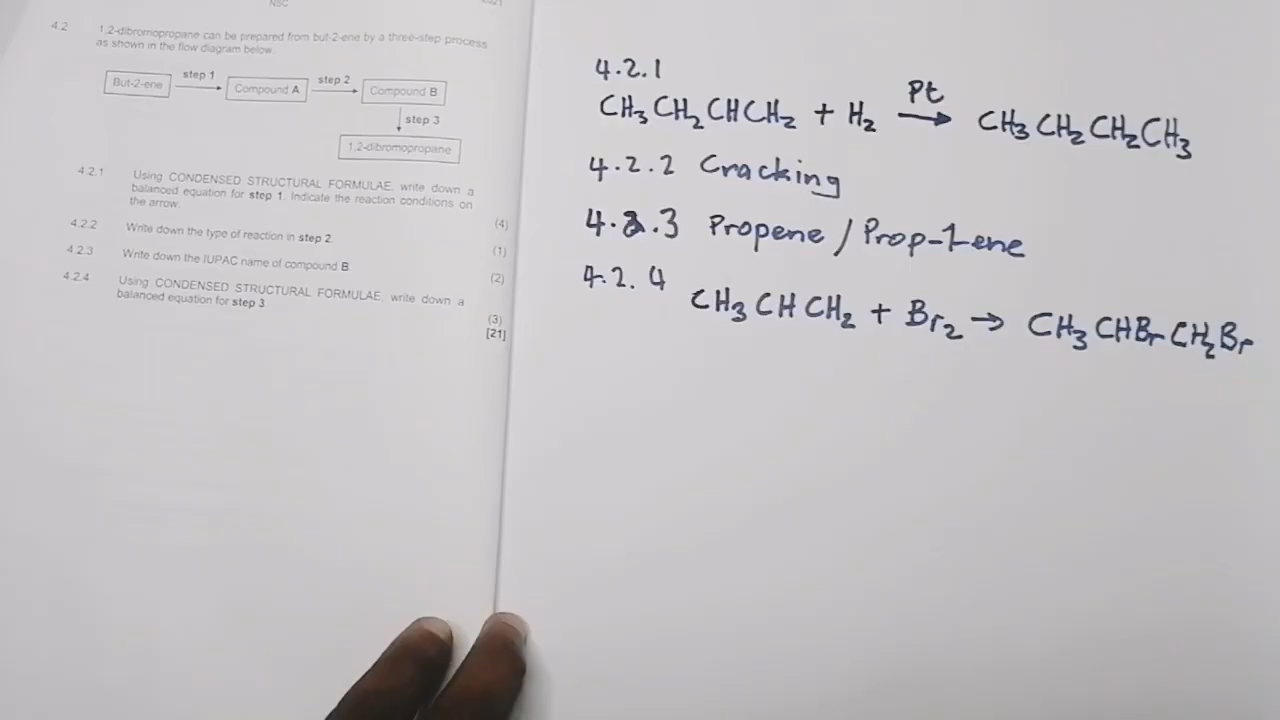 NSC
2021
4.2 1,2-dibromopropane can be prepared from but-2-ene by a three-step process
as shown in the flow diagram below.
But-2-ene step 1 Compound A step 2 Compound B
step 3
1,2-dibromopropane
4.2.1 Using CONDENSED STRUCTURAL FORMULAE, write down a
balanced equation for step 1. Indicate the reaction conditions on
the arrow. (4)
4.2.2 Write down the type of reaction in step 2. (1)
4.2.3 Write down the IUPAC name of compound B. (2)
4.2.4 Using CONDENSED STRUCTURAL FORMULAE, write down a
balanced equation for step 3. (3)
[21]
4.2.1
CH₃CH₂CHCH₂ + H₂ Pt → CH₃CH₂CH₂CH₃
4.2.2 Cracking
4.2.3 Propene / Prop-1-ene
4.2.4 CH₃CHCH₂ + Br₂ → CH₃CHBrCH₂Br